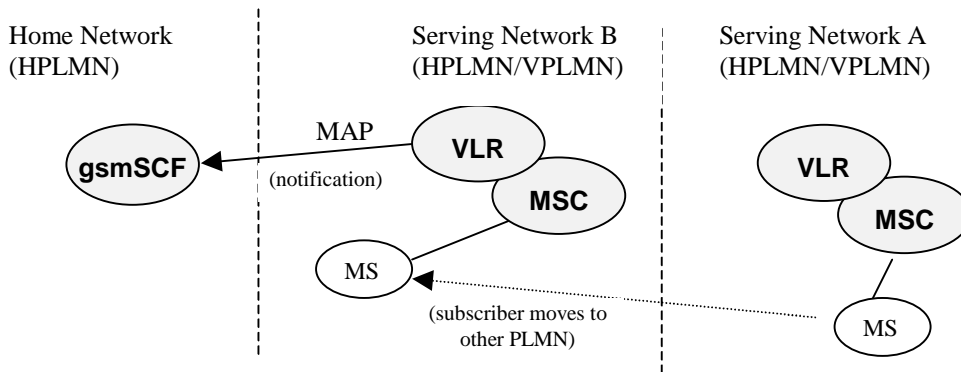 Home Network
(HPLMN)
Serving Network B
(HPLMN/VPLMN)
Serving Network A
(HPLMN/VPLMN)
gsmSCF
MAP
(notification)
VLR
MSC
MS
VLR
MSC
MS
(subscriber moves to
other PLMN)